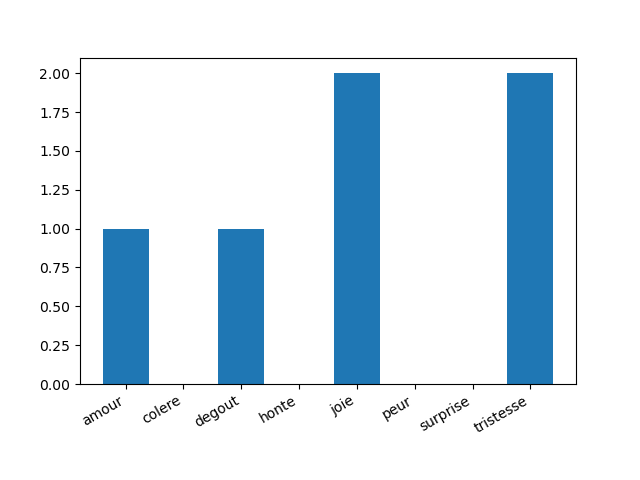 2.00
1.75
1.50
1.25
1.00
0.75
0.50
0.25
0.00
amour
colere
degout
honte
joie
peur
surprise
tristesse